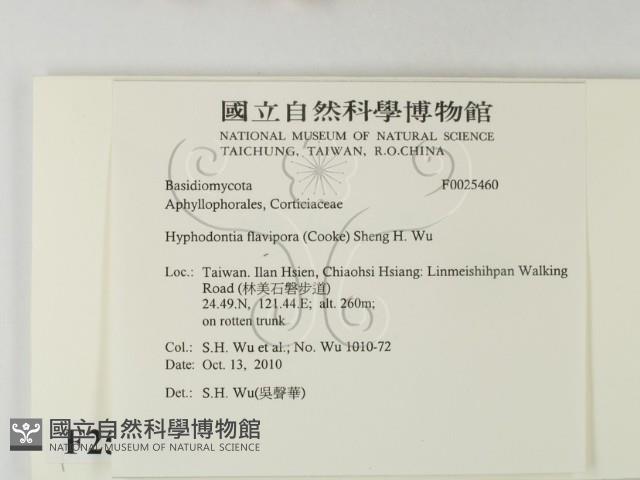 國立自然科學博物館
NATIONAL MUSEUM OF NATURAL SCIENCE
TAICHUNG, TAIWAN, R.O.CHINA
Basidiomycota F0025460
Aphyllophorales, Corticiaceae
Hyphodontia flavipora (Cooke) Sheng H. Wu
Loc.: Taiwan. Ilan Hsien, Chiaohsi Hsiang: Linmeishihpan Walking
Road (林美石磐步道)
24.49.N, 121.44.E; alt. 260m;
on rotten trunk
Col.: S.H. Wu et al., No. Wu 1010-72
Date: Oct. 13, 2010
Det.: S.H. Wu(吳聲華)
國立自然科學博物館
NATIONAL MUSEUM OF NATURAL SCIENCE